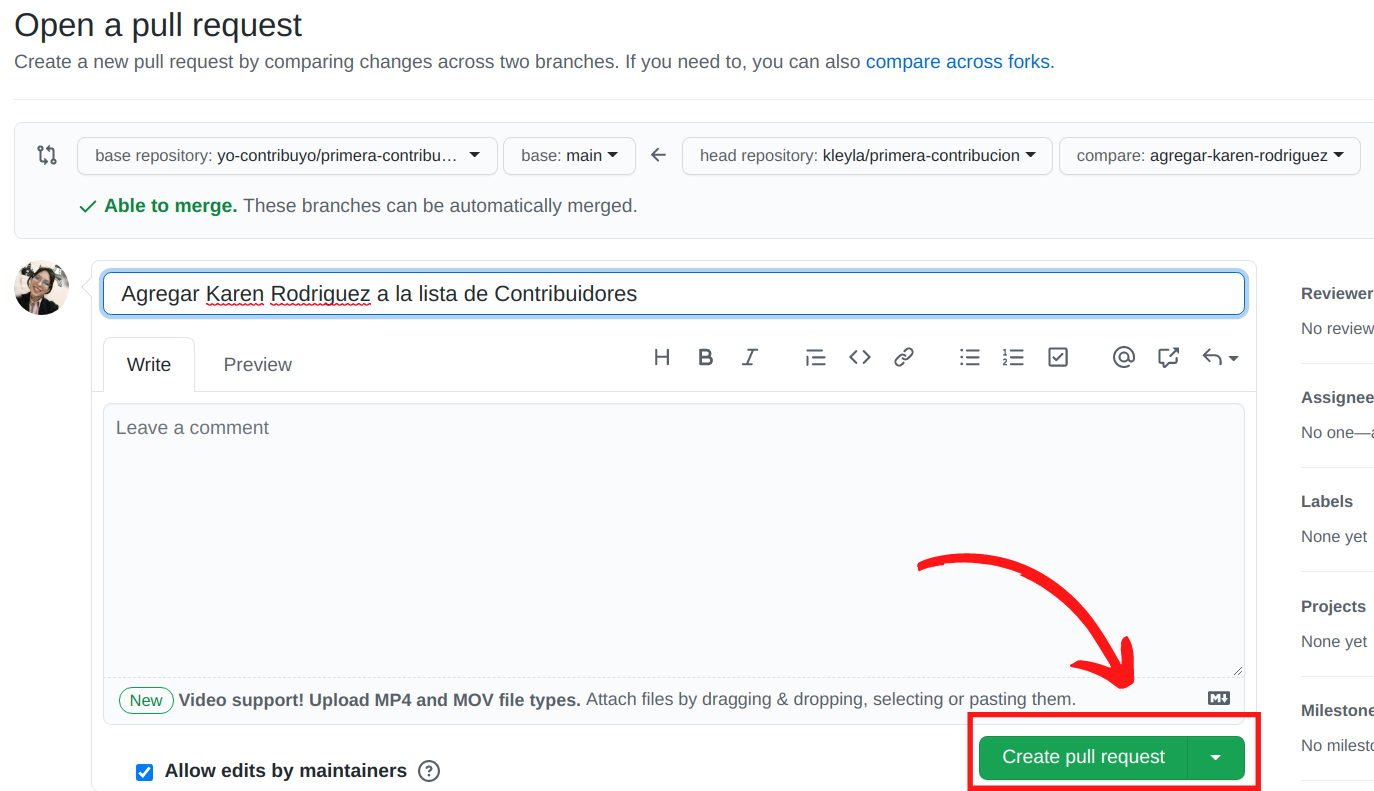 Open a pull request
Create a new pull request by comparing changes across two branches. If you need to, you can also compare across forks.
base repository: yo-contribuyo/primera-contribu… base: main head repository: kleyla/primera-contribucion compare: agregar-karen-rodriguez
Able to merge. These branches can be automatically merged.
Agregar Karen Rodriguez a la lista de Contribuidores
Reviewer
No review
Write Preview
Assignee
No one—a
Leave a comment
Labels
None yet
Projects
None yet
New Video support! Upload MP4 and MOV file types. Attach files by dragging & dropping, selecting or pasting them.
Milestone
No milesto
Allow edits by maintainers
Create pull request